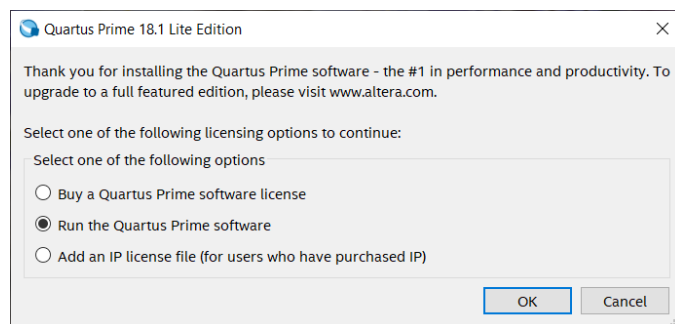 Quartus Prime 18.1 Lite Edition
Thank you for installing the Quartus Prime software - the #1 in performance and productivity. To
upgrade to a full featured edition, please visit www.altera.com.
Select one of the following licensing options to continue:
Select one of the following options
Buy a Quartus Prime software license
Run the Quartus Prime software
Add an IP license file (for users who have purchased IP)
OK
Cancel